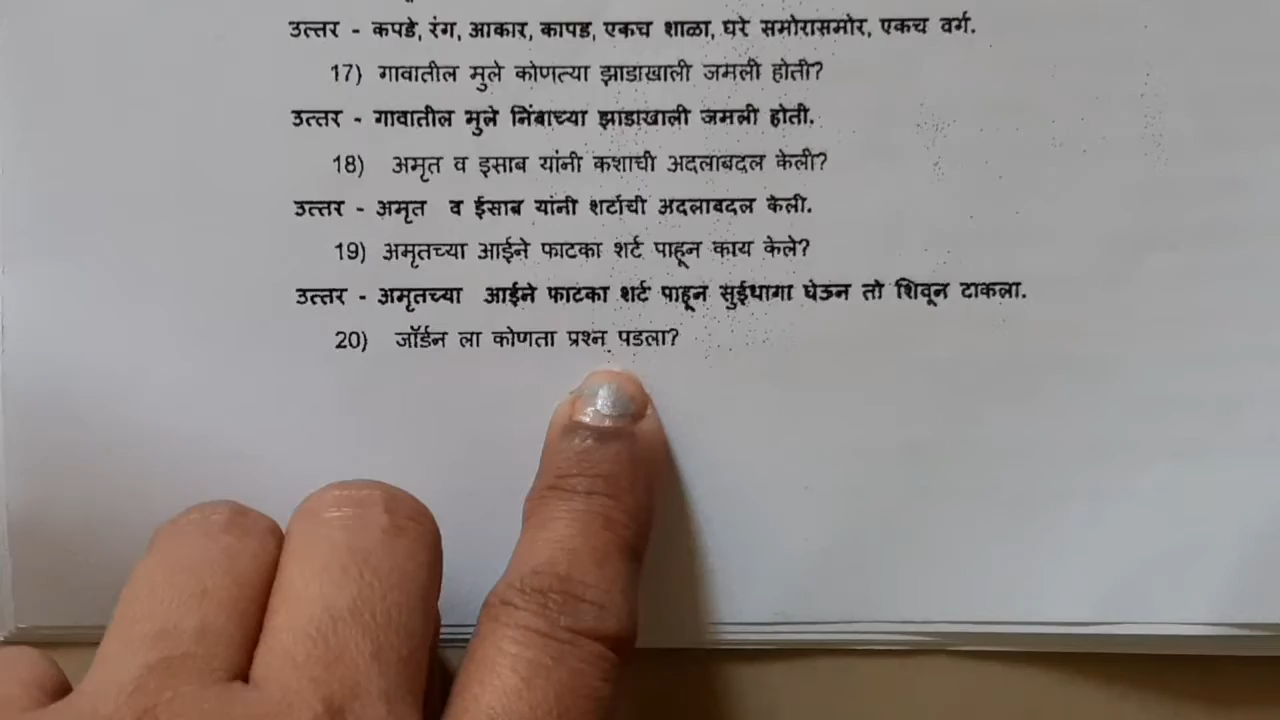 उत्तर - कपडे, रंग, आकार, कापड, एकच शाळा, घरे समोरासमोर, एकच वर्ग.
17) गावातील मुले कोणत्या झाडाखाली जमली होती?
उत्तर - गावातील मुले निंबाच्या झाडाखाली जमली होती.
18) अमृत व इसाब यांनी कशाची अदलाबदल केली?
उत्तर - अमृत व ईसाब यांनी शर्टाची अदलाबदल केली.
19) अमृतच्या आईने फाटका शर्ट पाहून काय केले?
उत्तर - अमृतच्या आईने फाटका शर्ट पाहून सुईधागा घेऊन तो शिवून टाकला.
20) जॉर्डन ला कोणता प्रश्न पडला?